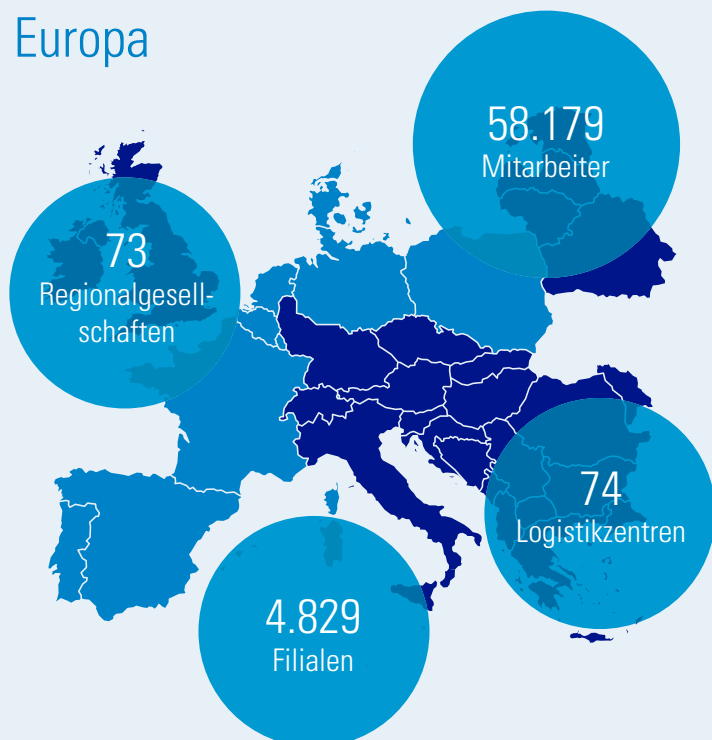 Europa
58.179
Mitarbeiter
73
Regionalgesell-
schaften
74
Logistikzentren
4.829
Filialen